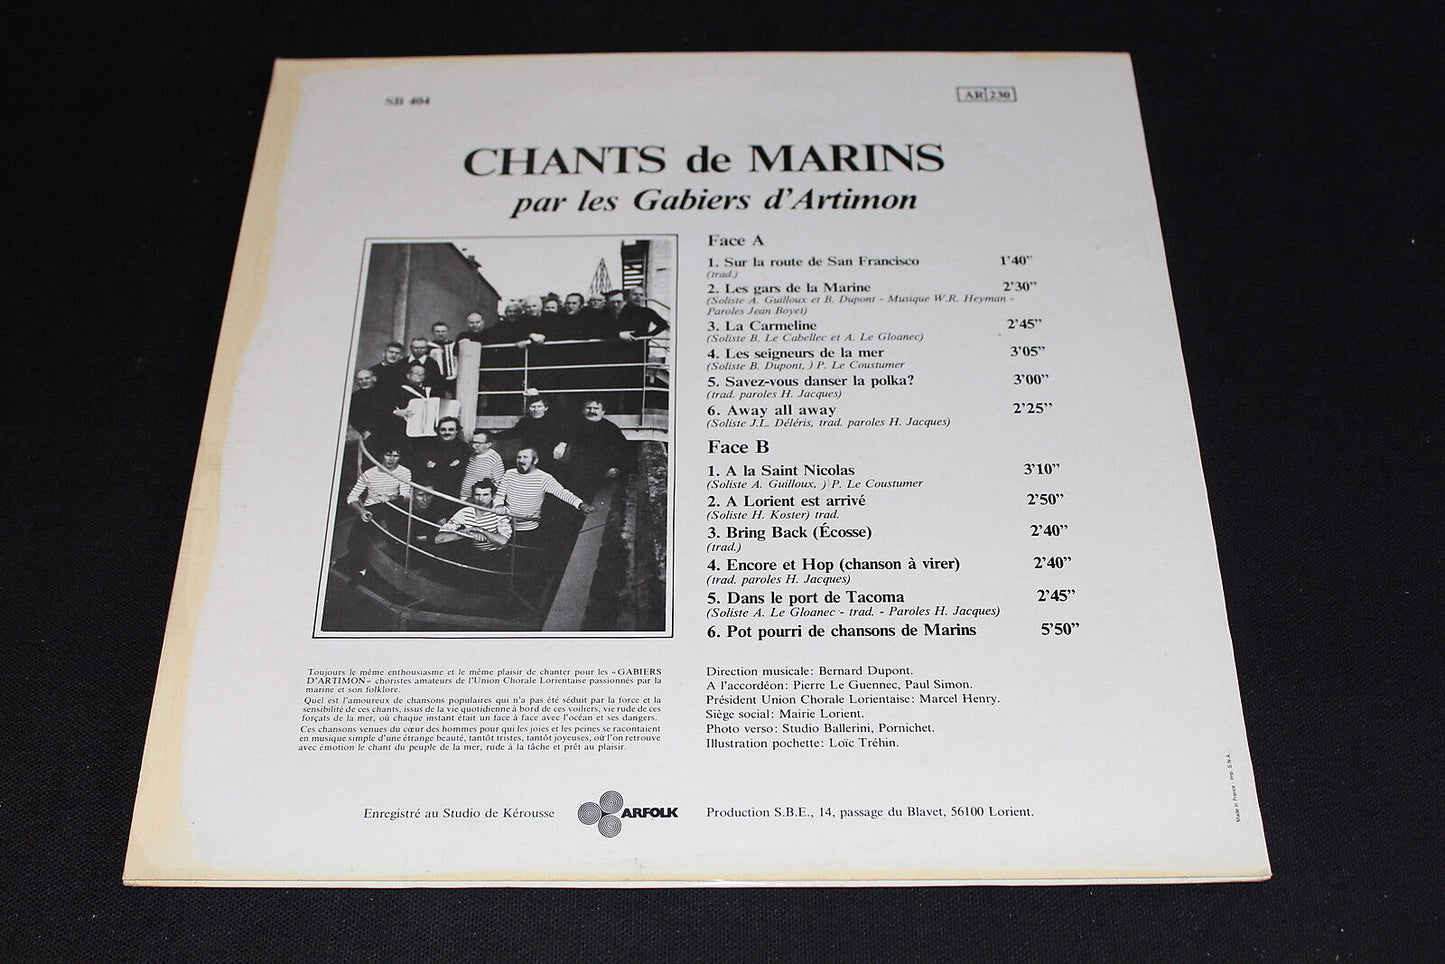 SB 404
AR 230
CHANTS de MARINS
par les Gabiers d'Artimon
Face A
1. Sur la route de San Francisco 1'40"
(trad.)
2. Les gars de la Marine 2'30"
(Soliste A. Guilloux et B. Dupont - Musique W.R. Heyman -
Paroles Jean Boyet)
3. La Carmeline 2'45"
(Soliste B. Le Cabellec et A. Le Gloanec)
4. Les seigneurs de la mer 3'05"
(Soliste B. Dupont, ) P. Le Coustumer
5. Savez-vous danser la polka? 3'00"
(trad. paroles H. Jacques)
6. Away all away 2'25"
(Soliste J.L. Déléris, trad. paroles H. Jacques)
Face B
1. A la Saint Nicolas 3'10"
(Soliste A. Guilloux, ) P. Le Coustumer
2. A Lorient est arrivé 2'50"
(Soliste H. Koster) trad.
3. Bring Back (Écosse) 2'40"
(trad.)
4. Encore et Hop (chanson à virer) 2'40"
(trad. paroles H. Jacques)
5. Dans le port de Tacoma 2'45"
(Soliste A. Le Gloanec - trad. - Paroles H. Jacques)
6. Pot pourri de chansons de Marins 5'50"
Toujours le même enthousiasme et le même plaisir de chanter pour les «GABIERS
D'ARTIMON» choristes amateurs de l'Union Chorale Lorientaise passionnés par la
marine et son folklore.
Quel est l'amoureux de chansons populaires qui n'a pas été séduit par la force et la
sensibilité de ces chants, issus de la vie quotidienne à bord de ces voiliers, vie rude de ces
forçats de la mer, où chaque instant était un face à face avec l'océan et ses dangers.
Ces chansons venues du cœur des hommes pour qui les joies et les peines se racontaient
en musique simple d'une étrange beauté, tantôt tristes, tantôt joyeuses, où l'on retrouve
avec émotion le chant du peuple de la mer, rude à la tâche et prêt au plaisir.
Direction musicale: Bernard Dupont.
A l'accordéon: Pierre Le Guennec, Paul Simon.
Président Union Chorale Lorientaise: Marcel Henry.
Siège social: Mairie Lorient.
Photo verso: Studio Ballerini, Pornichet.
Illustration pochette: Loïc Tréhin.
Enregistré au Studio de Kérousse
ARFOLK
Production S.B.E., 14, passage du Blavet, 56100 Lorient.
Made in France - Imp. S.N.A.